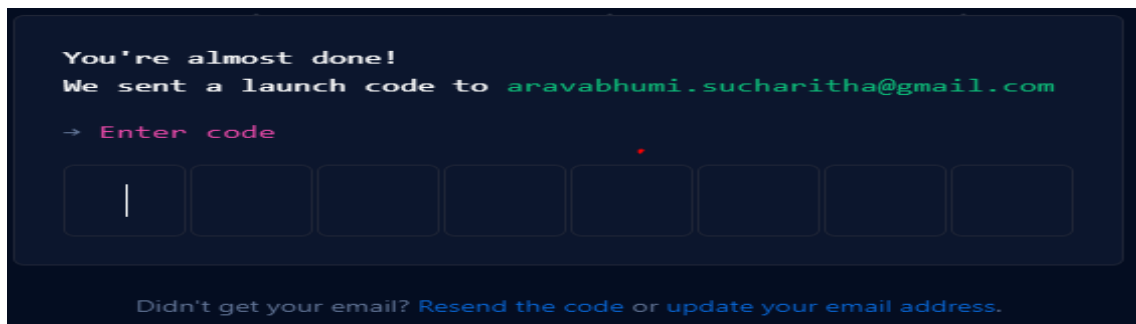 You're almost done!
We sent a launch code to aravabhumi.sucharitha@gmail.com
→ Enter code
Didn't get your email? Resend the code or update your email address.